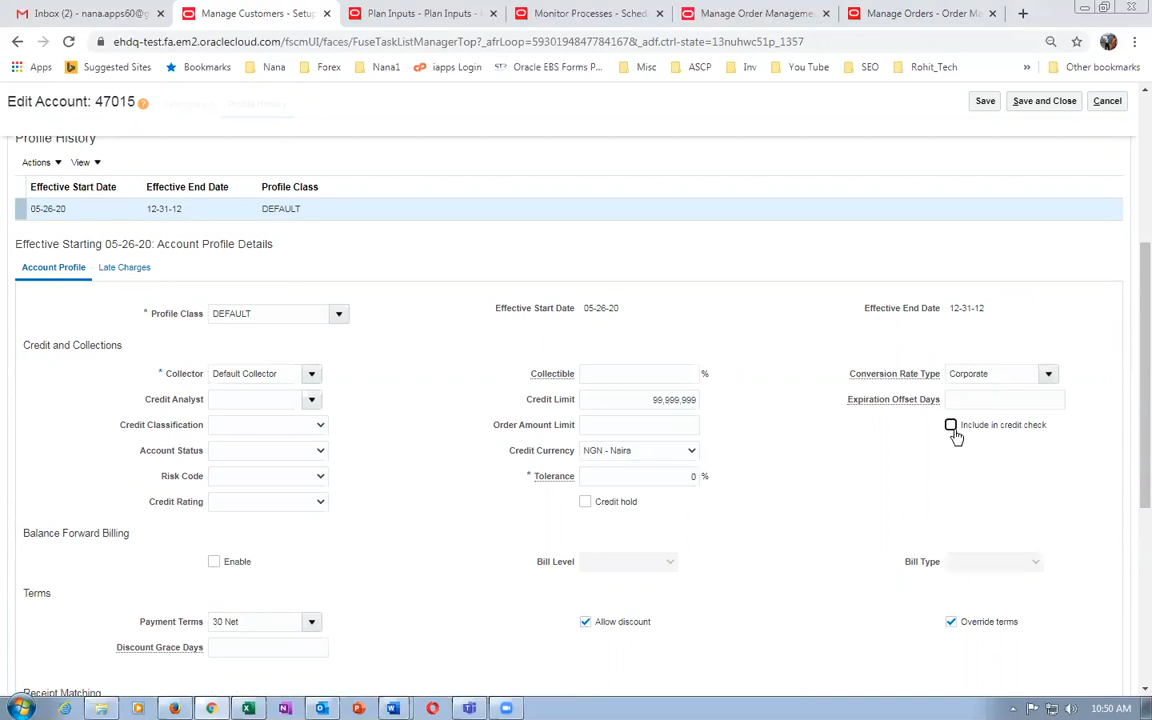 Inbox (2) - nana.apps60@g
Manage Customers - Setup
Plan Inputs - Plan Inputs -
Monitor Processes - Sched
Manage Order Manageme
Manage Orders - Order Ma
ehdq-test.fa.em2.oraclecloud.com/fscmUI/faces/FuseTaskListManagerTop?_afrLoop=5930194847784167&_adf.ctrl-state=13nuhwc51p_1357
Apps Suggested Sites Bookmarks Nana Forex Nana1 iapps Login Oracle EBS Forms P... Misc ASCP Inv You Tube SEO Rohit_Tech » Other bookmarks
Edit Account: 47015 Profile History Save Save and Close Cancel
Profile History
Actions View
Effective Start Date Effective End Date Profile Class
05-26-20 12-31-12 DEFAULT
Effective Starting 05-26-20: Account Profile Details
Account Profile Late Charges
* Profile Class DEFAULT Effective Start Date 05-26-20 Effective End Date 12-31-12
Credit and Collections
* Collector Default Collector Collectible % Conversion Rate Type Corporate
Credit Analyst Credit Limit 99,999,999 Expiration Offset Days
Credit Classification Order Amount Limit Include in credit check
Account Status Credit Currency NGN - Naira
Risk Code * Tolerance 0 %
Credit Rating Credit hold
Balance Forward Billing
Enable Bill Level Bill Type
Terms
Payment Terms 30 Net Allow discount Override terms
Discount Grace Days
Receipt Matching
10:50 AM